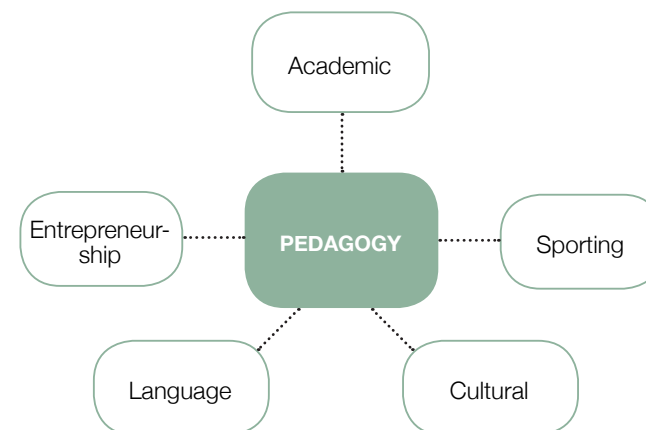 Academic
Entrepreneur-
ship
PEDAGOGY
Sporting
Language
Cultural